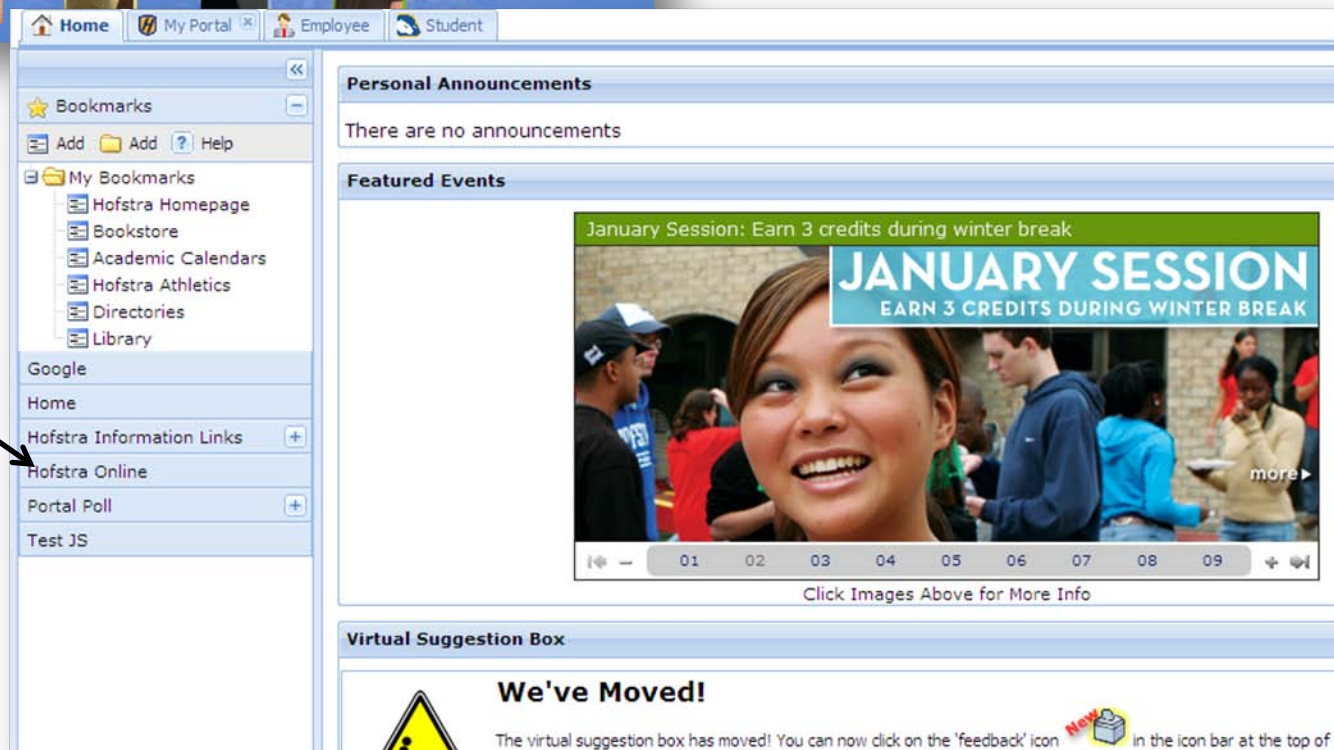 Home My Portal Employee Student
Bookmarks
Add Add ? Help
My Bookmarks
Hofstra Homepage
Bookstore
Academic Calendars
Hofstra Athletics
Directories
Library
Google
Home
Hofstra Information Links
Hofstra Online
Portal Poll
Test JS
Personal Announcements
There are no announcements
Featured Events
January Session: Earn 3 credits during winter break
JANUARY SESSION
EARN 3 CREDITS DURING WINTER BREAK
more
01 02 03 04 05 06 07 08 09
Click Images Above for More Info
Virtual Suggestion Box
We've Moved!
The virtual suggestion box has moved! You can now click on the 'feedback' icon New in the icon bar at the top of